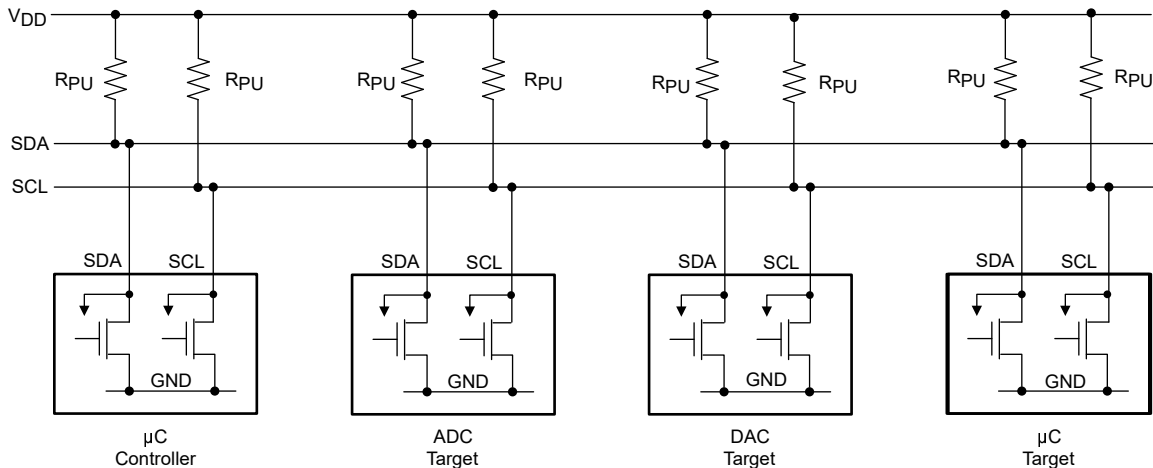 VDD
RPU RPU RPU RPU RPU RPU RPU RPU
SDA
SCL
SDA SCL SDA SCL SDA SCL SDA SCL
GND GND GND GND
µC ADC DAC µC
Controller Target Target Target